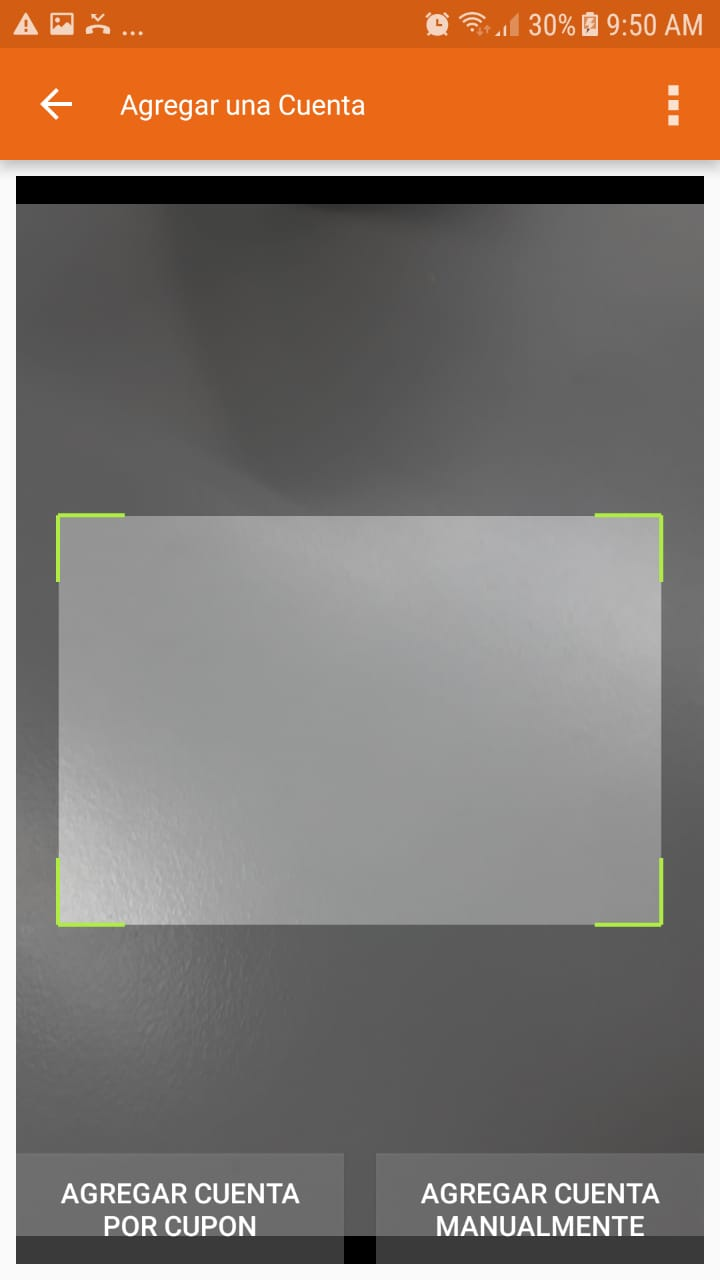 ... 30% 9:50 AM
Agregar una Cuenta
AGREGAR CUENTA
POR CUPON
AGREGAR CUENTA
MANUALMENTE